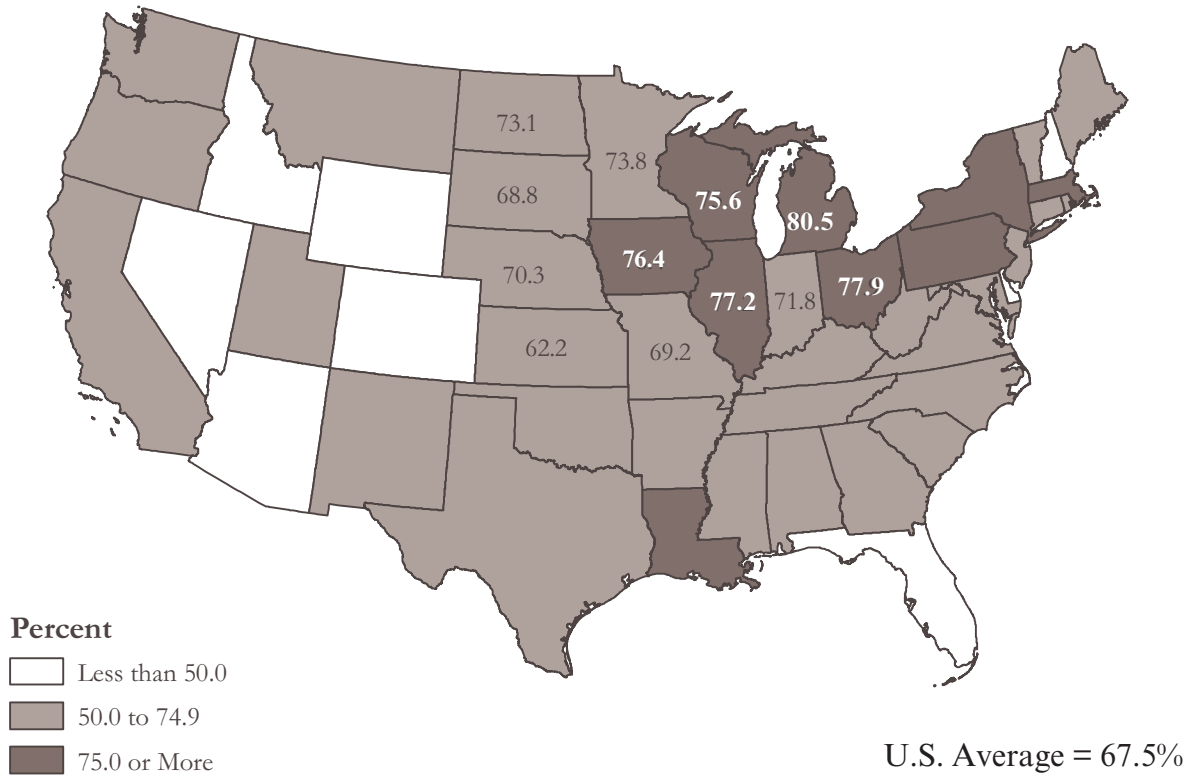 73.1
73.8
68.8
75.6
80.5
76.4
70.3
77.2
71.8
77.9
62.2
69.2
Percent
Less than 50.0
50.0 to 74.9
75.0 or More
U.S. Average = 67.5%